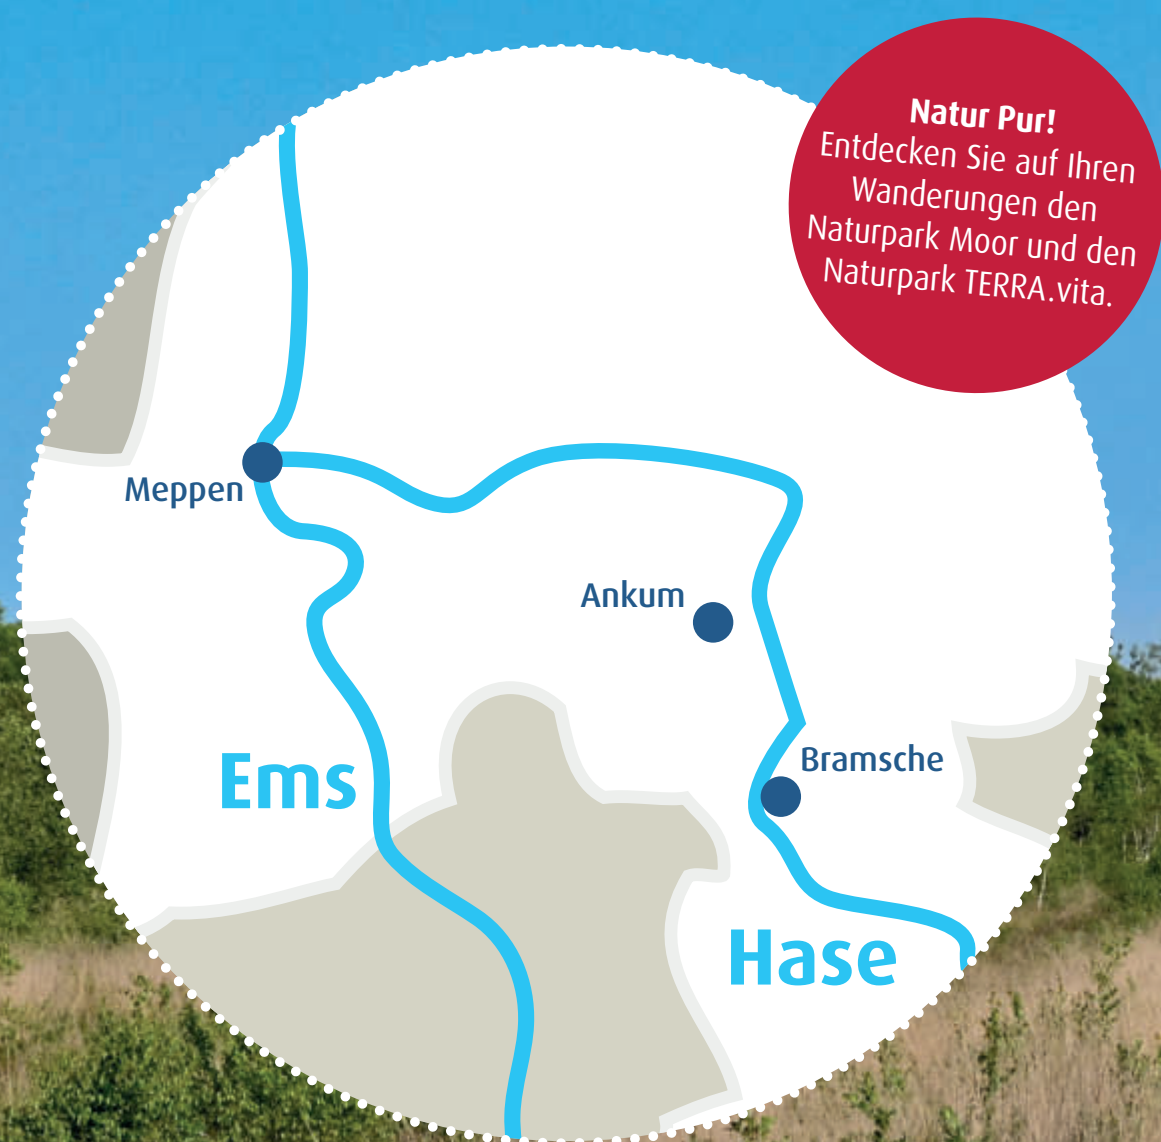 Natur Pur!
Entdecken Sie auf Ihren
Wanderungen den
Naturpark Moor und den
Naturpark TERRA.vita.
Meppen
Ankum
Bramsche
Ems
Hase